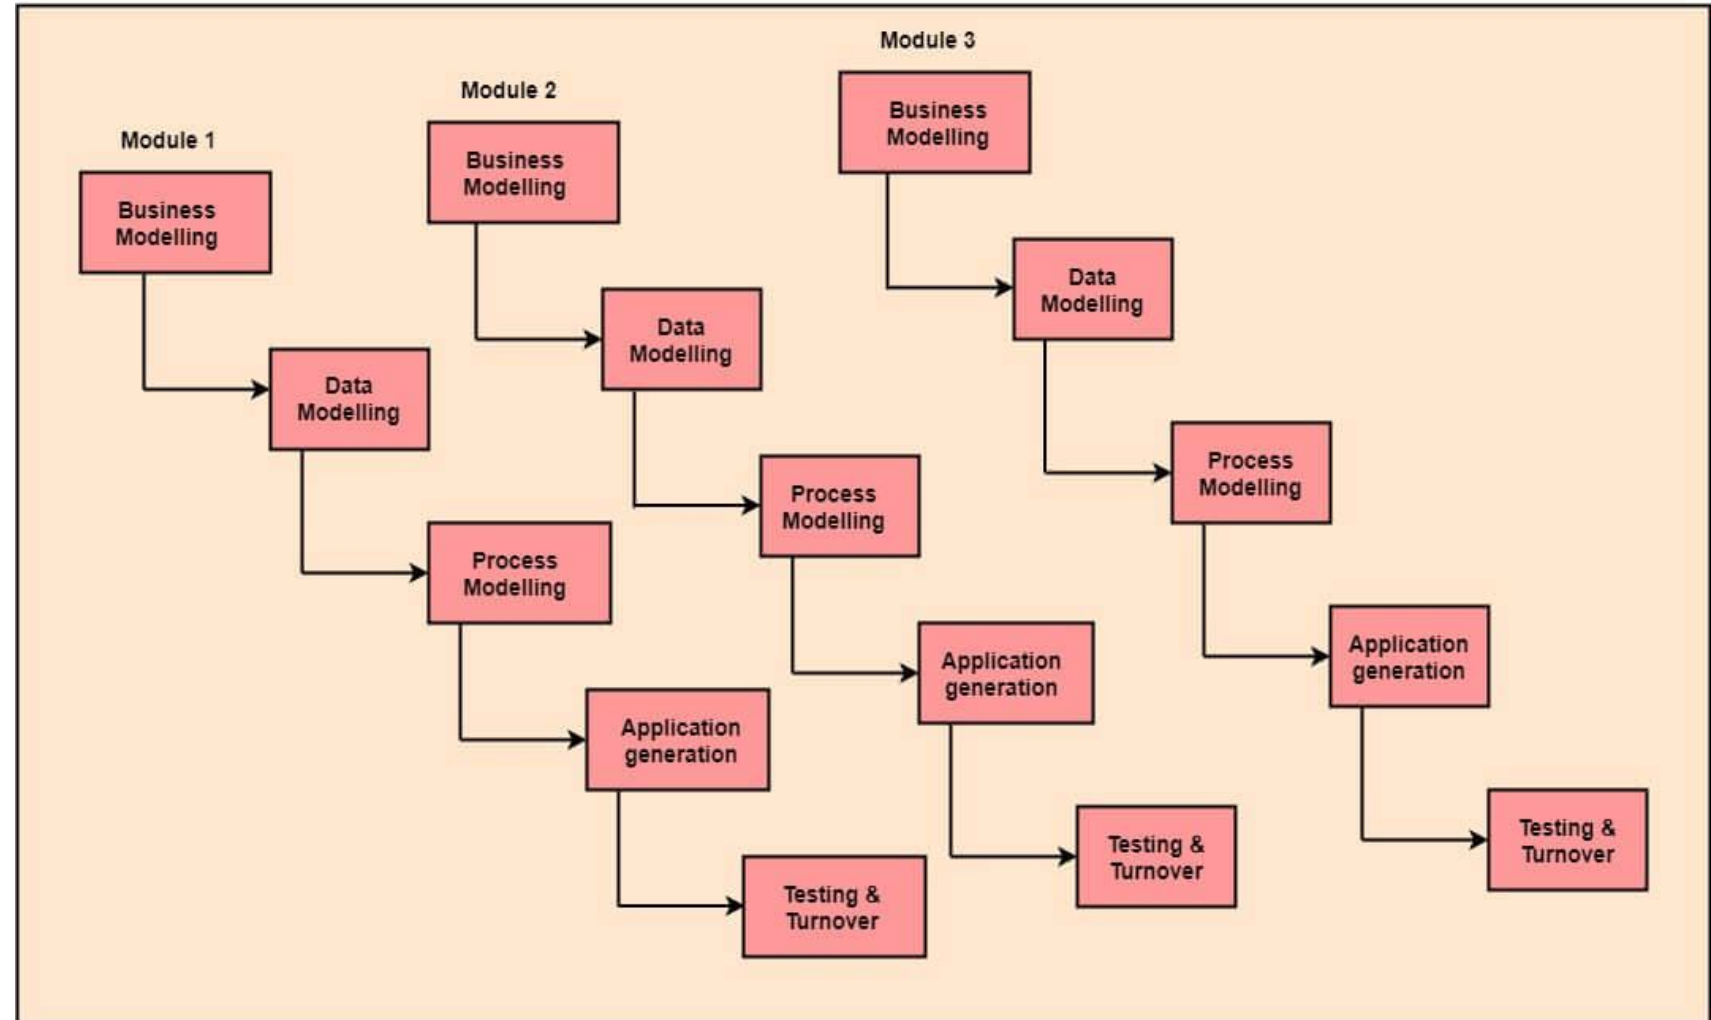 Module 1
Business
Modelling
Data
Modelling
Process
Modelling
Application
generation
Testing &
Turnover
Module 2
Business
Modelling
Data
Modelling
Process
Modelling
Application
generation
Testing &
Turnover
Module 3
Business
Modelling
Data
Modelling
Process
Modelling
Application
generation
Testing &
Turnover